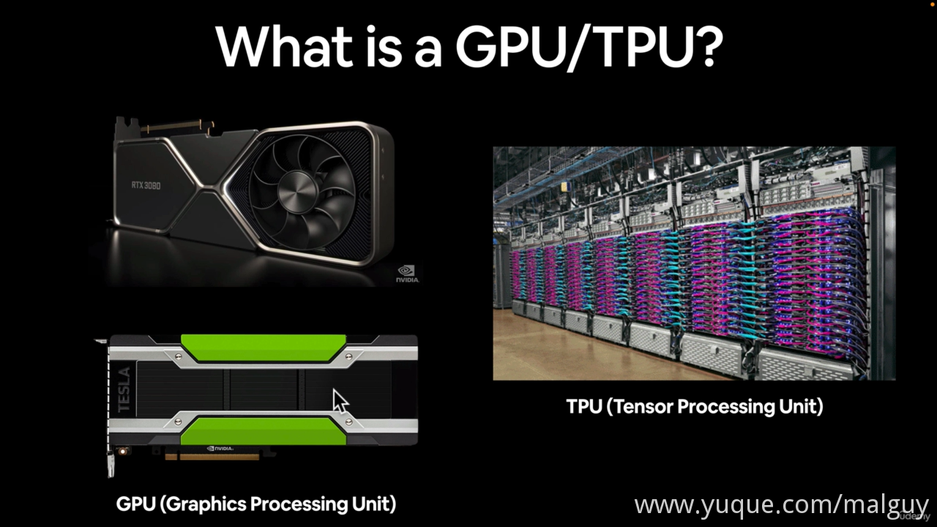 What is a GPU/TPU?
RTX 3080
NVIDIA
TESLA
NVIDIA
GPU (Graphics Processing Unit)
TPU (Tensor Processing Unit)
www.yuque.com/malguy
Udemy